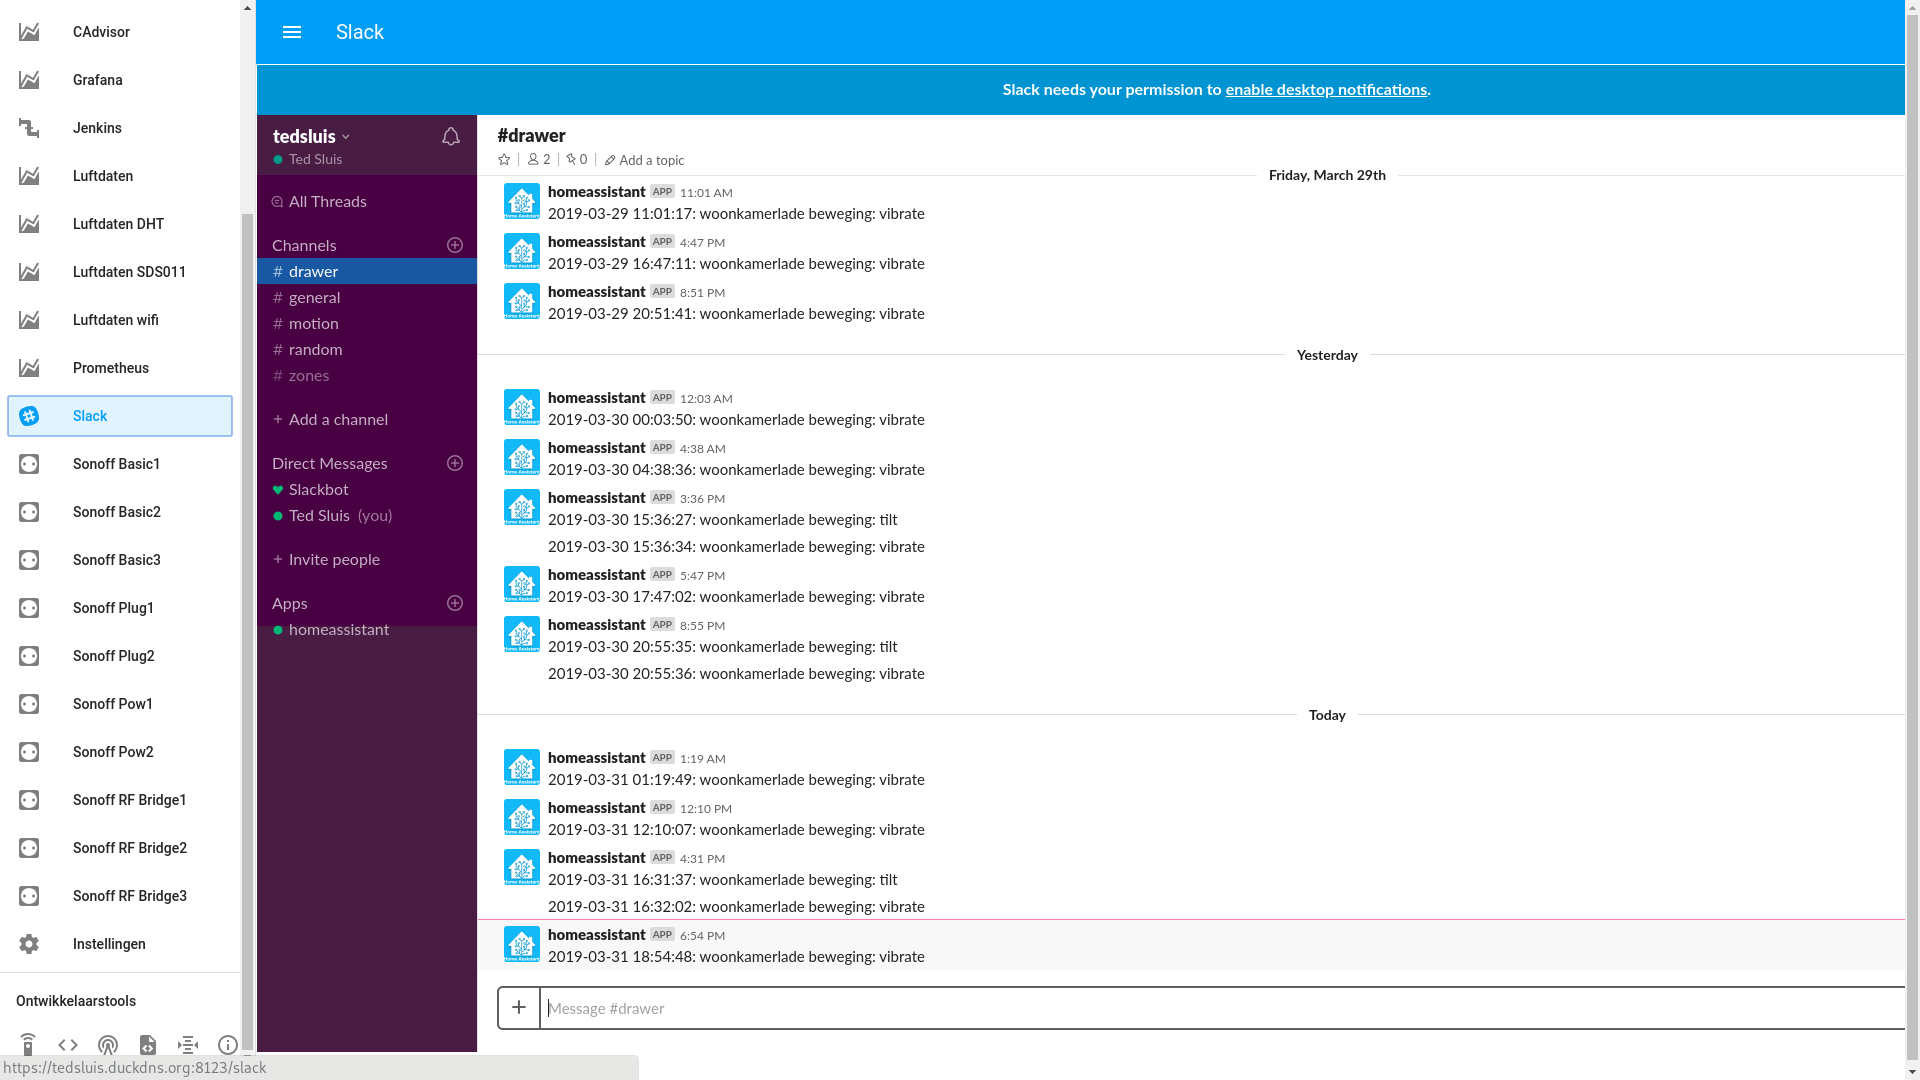 CAdvisor
Grafana
Jenkins
Luftdaten
Luftdaten DHT
Luftdaten SDS011
Luftdaten wifi
Prometheus
Slack
Sonoff Basic1
Sonoff Basic2
Sonoff Basic3
Sonoff Plug1
Sonoff Plug2
Sonoff Pow1
Sonoff Pow2
Sonoff RF Bridge1
Sonoff RF Bridge2
Sonoff RF Bridge3
Instellingen
Ontwikkelaarstools
https://tedsluis.duckdns.org:8123/slack
Slack
Slack needs your permission to enable desktop notifications.
tedsluis
Ted Sluis
All Threads
Channels
# drawer
# general
# motion
# random
# zones
+ Add a channel
Direct Messages
Slackbot
Ted Sluis (you)
+ Invite people
Apps
homeassistant
#drawer
2 | 0 | Add a topic
Friday, March 29th
homeassistant APP 11:01 AM
2019-03-29 11:01:17: woonkamerlade beweging: vibrate
homeassistant APP 4:47 PM
2019-03-29 16:47:11: woonkamerlade beweging: vibrate
homeassistant APP 8:51 PM
2019-03-29 20:51:41: woonkamerlade beweging: vibrate
Yesterday
homeassistant APP 12:03 AM
2019-03-30 00:03:50: woonkamerlade beweging: vibrate
homeassistant APP 4:38 AM
2019-03-30 04:38:36: woonkamerlade beweging: vibrate
homeassistant APP 3:36 PM
2019-03-30 15:36:27: woonkamerlade beweging: tilt
2019-03-30 15:36:34: woonkamerlade beweging: vibrate
homeassistant APP 5:47 PM
2019-03-30 17:47:02: woonkamerlade beweging: vibrate
homeassistant APP 8:55 PM
2019-03-30 20:55:35: woonkamerlade beweging: tilt
2019-03-30 20:55:36: woonkamerlade beweging: vibrate
Today
homeassistant APP 1:19 AM
2019-03-31 01:19:49: woonkamerlade beweging: vibrate
homeassistant APP 12:10 PM
2019-03-31 12:10:07: woonkamerlade beweging: vibrate
homeassistant APP 4:31 PM
2019-03-31 16:31:37: woonkamerlade beweging: tilt
2019-03-31 16:32:02: woonkamerlade beweging: vibrate
homeassistant APP 6:54 PM
2019-03-31 18:54:48: woonkamerlade beweging: vibrate
Message #drawer